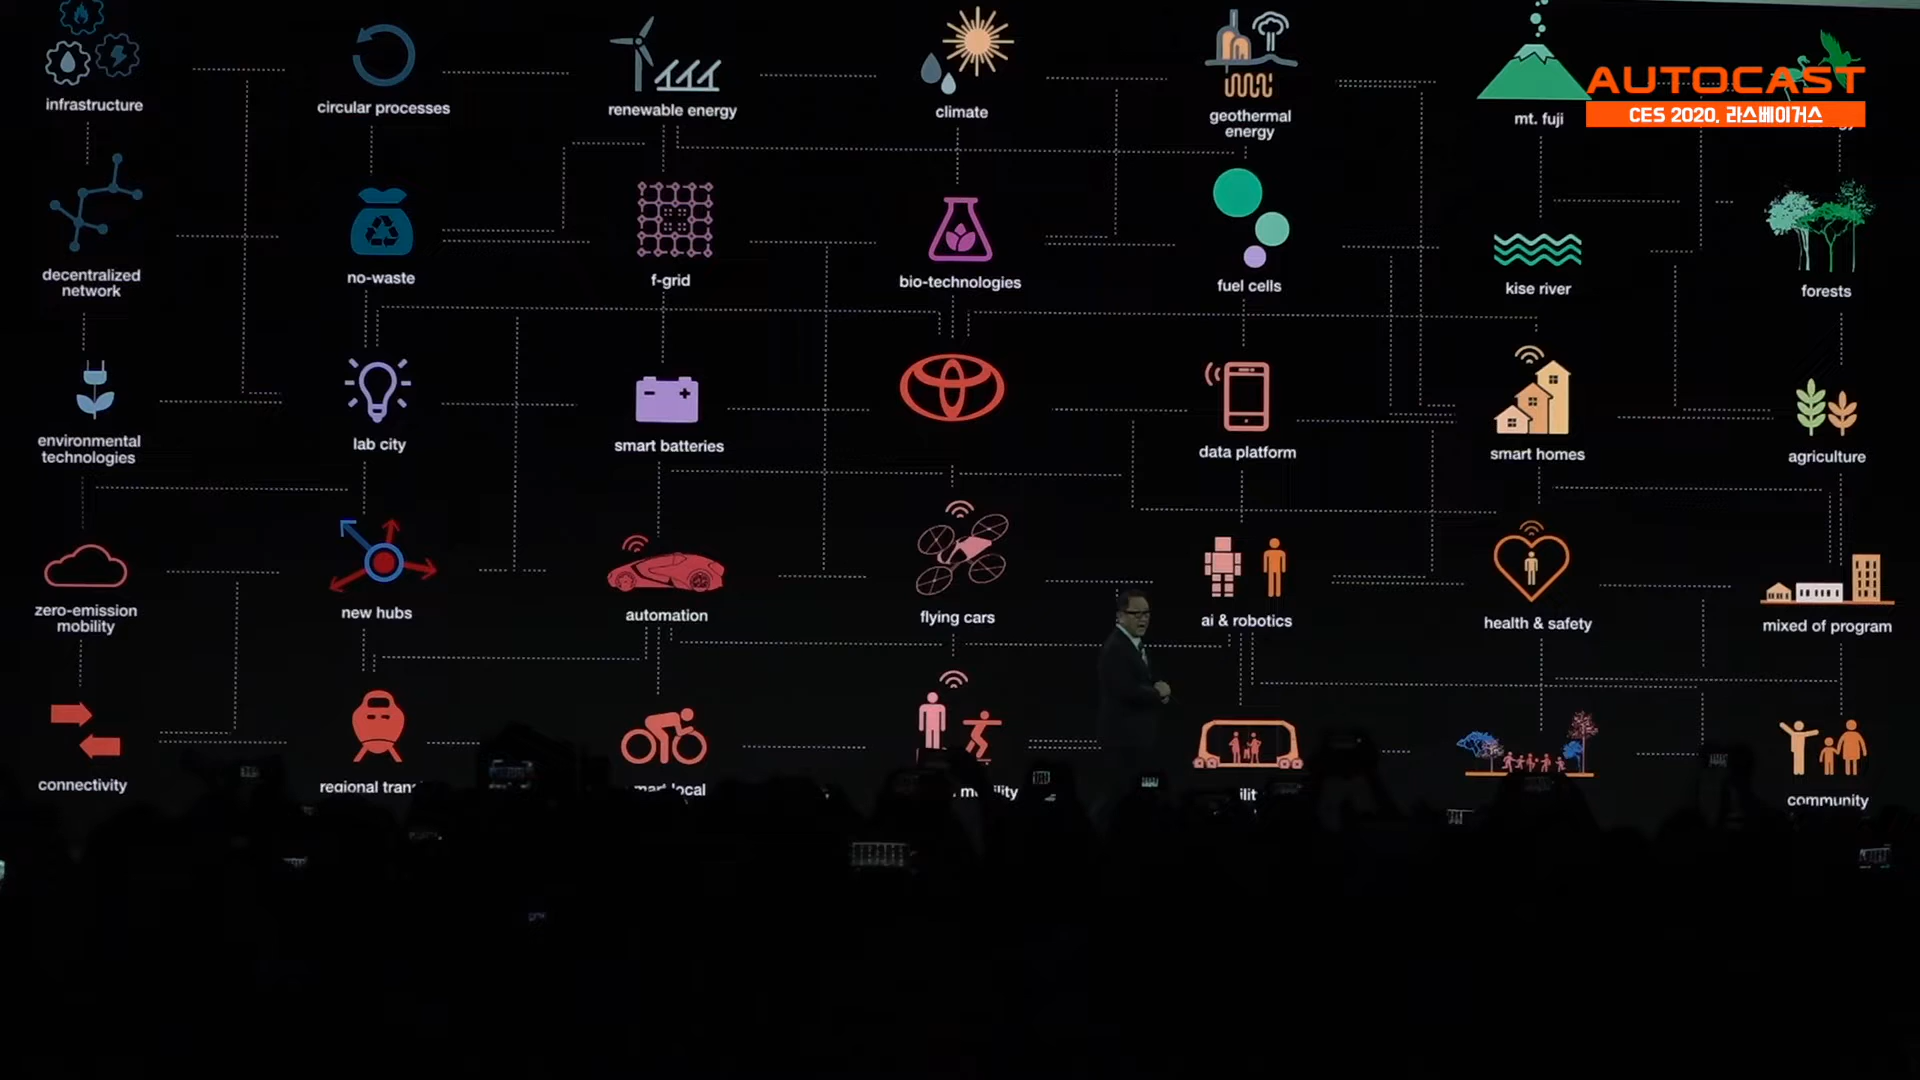 AUTOCAST
CES 2020, 라스베이거스
infrastructure
circular processes
renewable energy
climate
geothermal
energy
mt. fuji
decentralized
network
no-waste
f-grid
bio-technologies
fuel cells
kise river
forests
environmental
technologies
lab city
smart batteries
data platform
smart homes
agriculture
zero-emission
mobility
new hubs
automation
flying cars
ai & robotics
health & safety
mixed of program
connectivity
regional
local
community